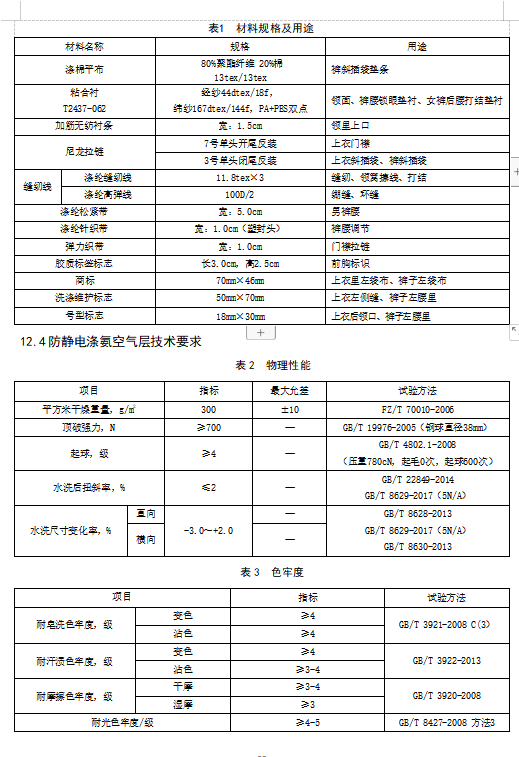 表1 材料规格及用途
材料名称 规格 用途
涤棉平布 80%聚酯纤维 20%棉 13tex/13tex 裤斜插袋垫条
粘合衬 T2437-062 经纱44dtex/18f, 纬纱167dtex/144f, PA+PES双点 领面、裤腰锁眼垫衬、女裤后腰打结垫衬
加筋无纺衬条 宽：1.5cm 领里上口
尼龙拉链 7号单头开尾反装 上衣门襟
3号单头闭尾反装 上衣斜插袋、裤斜插袋
缝纫线 涤纶缝纫线 11.8tex×3 缝纫、领窝攥线、打结
涤纶高弹线 100D/2 绷缝、环缝
涤纶松紧带 宽：5.0cm 男裤腰
涤纶针织带 宽：1.0cm（塑封头） 裤腰调节
弹力织带 宽：1.0cm 门襟拉链
胶质标签标志 长3.0cm，高2.5cm 前胸标识
商标 70mm×46mm 上衣里左袋布、裤子左袋布
洗涤维护标志 50mm×70mm 上衣左侧缝、裤子左腰里
号型标志 18mm×30mm 上衣后领口、裤子左腰里
12.4 防静电涤氨空气层技术要求
表 2 物理性能
项目 指标 最大允差 试验方法
平方米干燥重量，g/㎡ 300 ±10 FZ/T 70010-2006
顶破强力，N ≥700 — GB/T 19976-2005（钢球直径38mm）
起球，级 ≥4 — GB/T 4802.1-2008
（压重780cN，起毛0次，起球600次）
水洗后扭斜率，% ≤2 — GB/T 22849-2014
GB/T 8629-2017（5N/A）
水洗尺寸变化率，% 直向 -3.0～+2.0 — GB/T 8628-2013
横向 — GB/T 8629-2017（5N/A）
GB/T 8630-2013
表 3 色牢度
项目 指标 试验方法
耐皂洗色牢度，级 变色 ≥4 GB/T 3921-2008 C(3)
沾色 ≥4
耐汗渍色牢度，级 变色 ≥4 GB/T 3922-2013
沾色 ≥3-4
耐摩擦色牢度，级 干摩 ≥3-4 GB/T 3920-2008
湿摩 ≥3
耐光色牢度/级 ≥4-5 GB/T 8427-2008 方法3